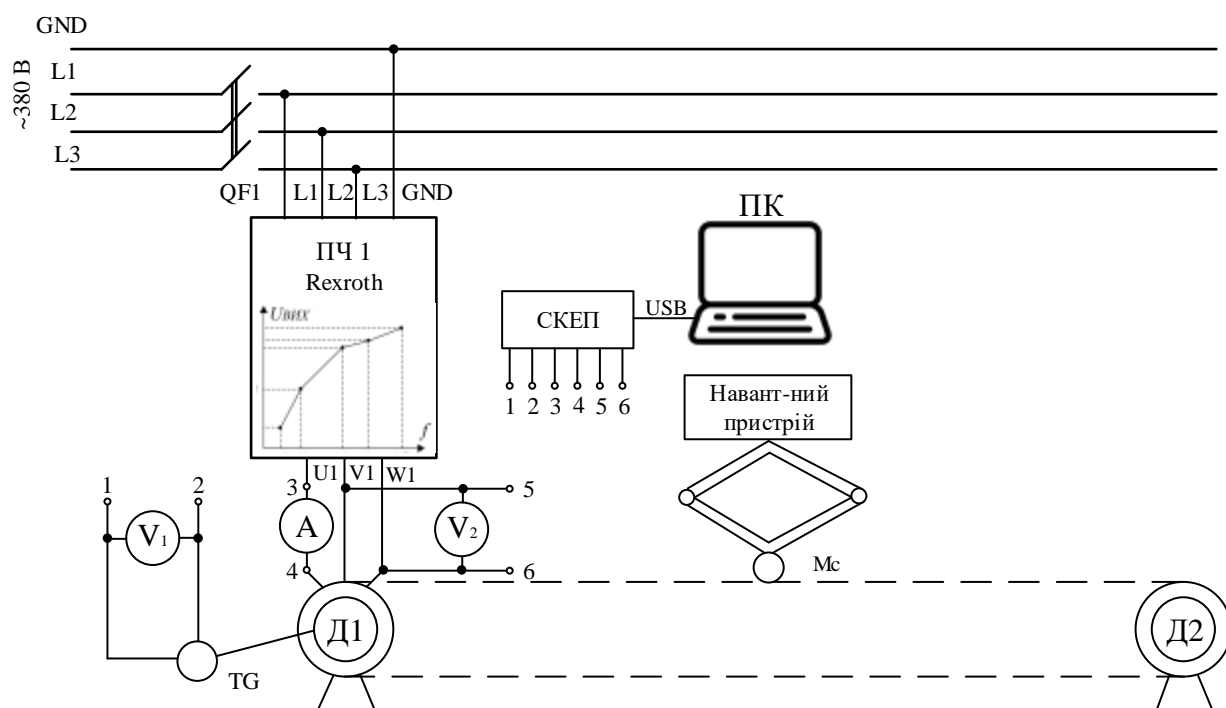 GND
~380 В
L1
L2
L3
QF1
L1
L2
L3
GND
ПЧ 1
Rexroth
Uвих
f
ПК
СКЕП
USB
1
2
3
4
5
6
Навант-ний
пристрій
U1
V1
W1
1
2
3
5
V1
A
V2
4
6
Мс
Д1
Д2
TG